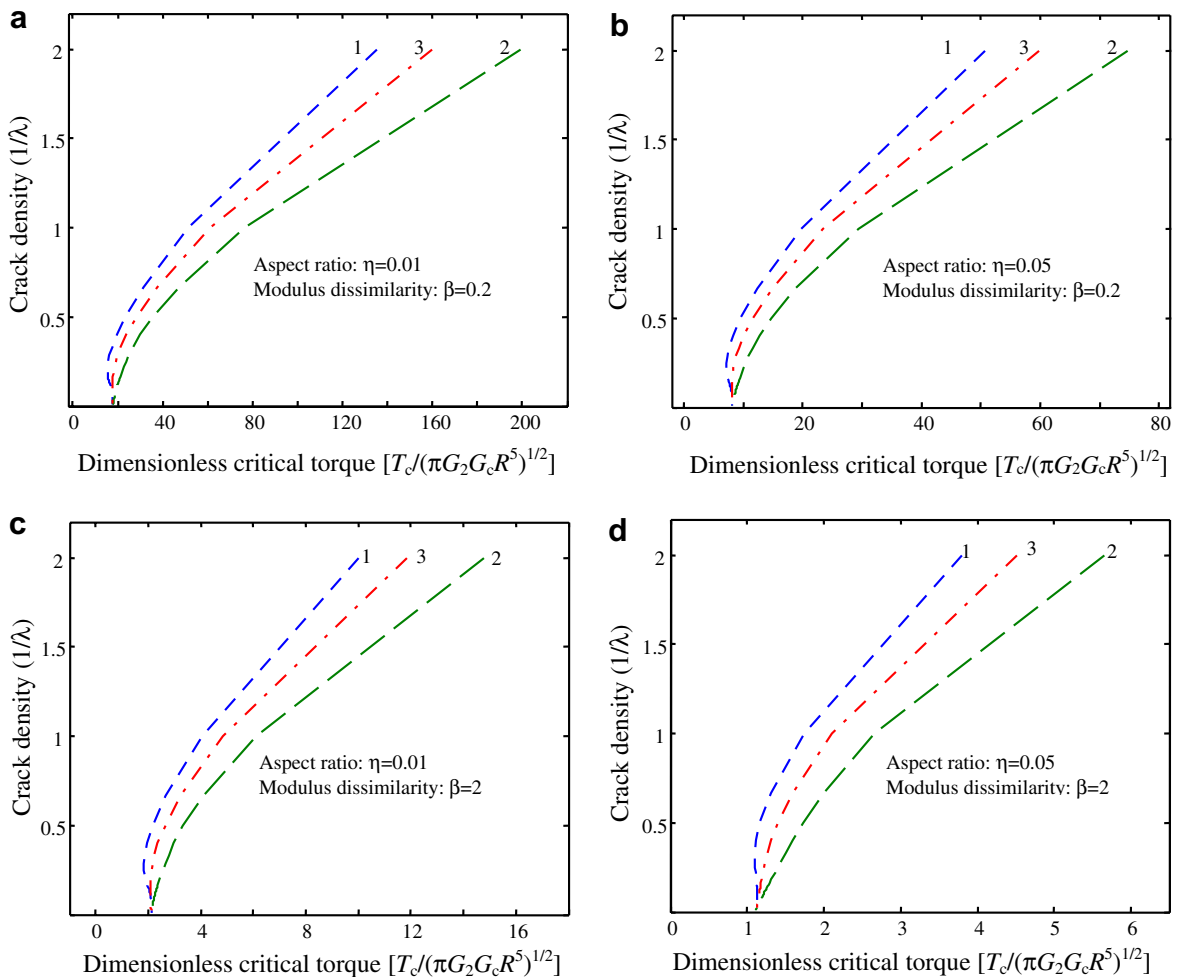 a
2
1.5
1
0.5
0
40
80
120
160
200
1
3
2
Aspect ratio: η=0.01
Modulus dissimilarity: β=0.2
Crack density (1/λ)
Dimensionless critical torque [Tc/(πG2GcR⁵)¹/²]
b
2
1.5
1
0.5
0
20
40
60
80
1
3
2
Aspect ratio: η=0.05
Modulus dissimilarity: β=0.2
Crack density (1/λ)
Dimensionless critical torque [Tc/(πG2GcR⁵)¹/²]
c
2
1.5
1
0.5
0
4
8
12
16
1
3
2
Aspect ratio: η=0.01
Modulus dissimilarity: β=2
Crack density (1/λ)
Dimensionless critical torque [Tc/(πG2GcR⁵)¹/²]
d
2
1.5
1
0.5
0
1
2
3
4
5
6
1
3
2
Aspect ratio: η=0.05
Modulus dissimilarity: β=2
Crack density (1/λ)
Dimensionless critical torque [Tc/(πG2GcR⁵)¹/²]